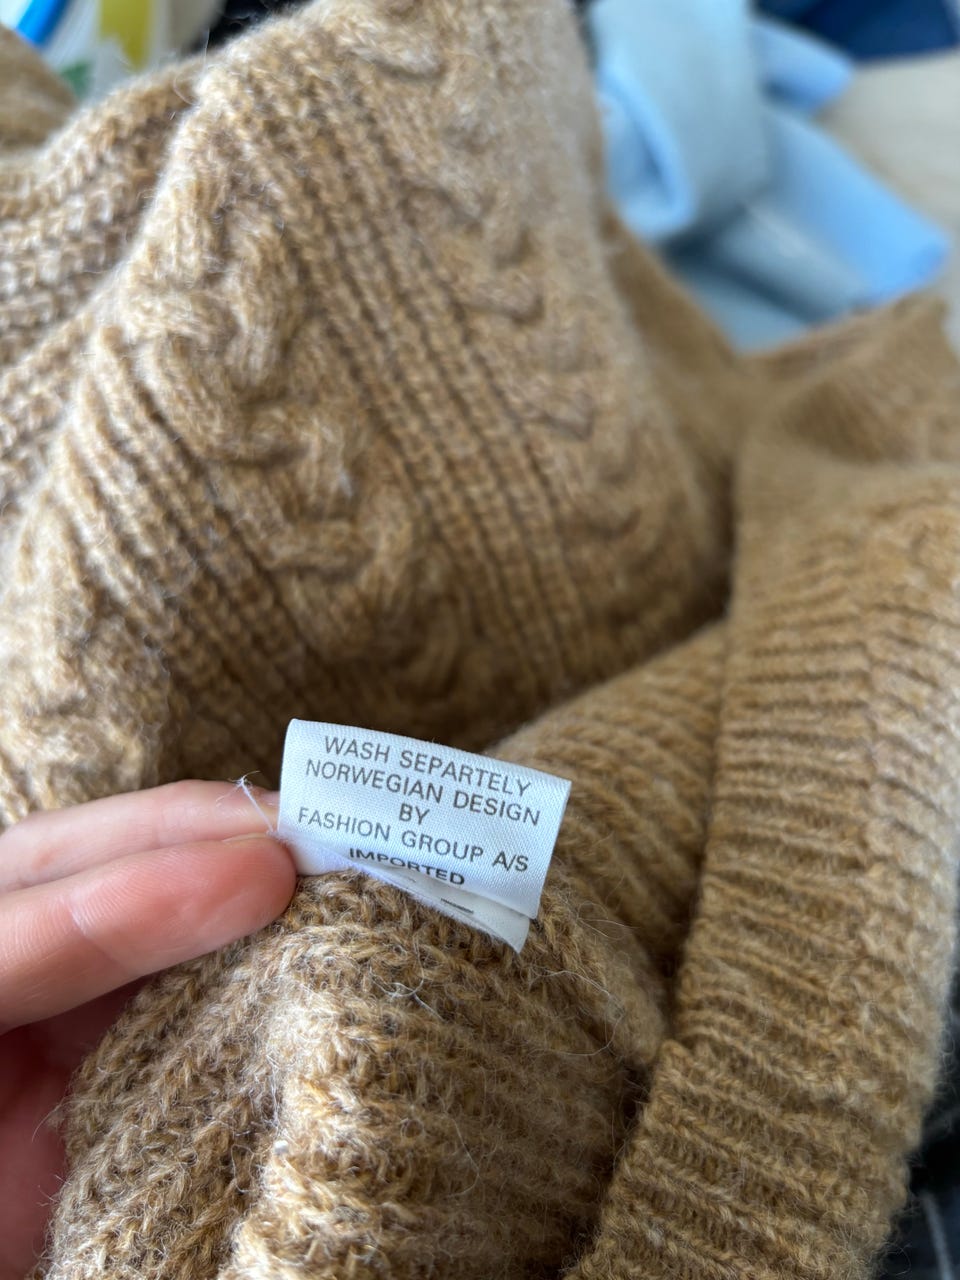 WASH SEPARTELY
NORWEGIAN DESIGN
BY
FASHION GROUP A/S
IMPORTED